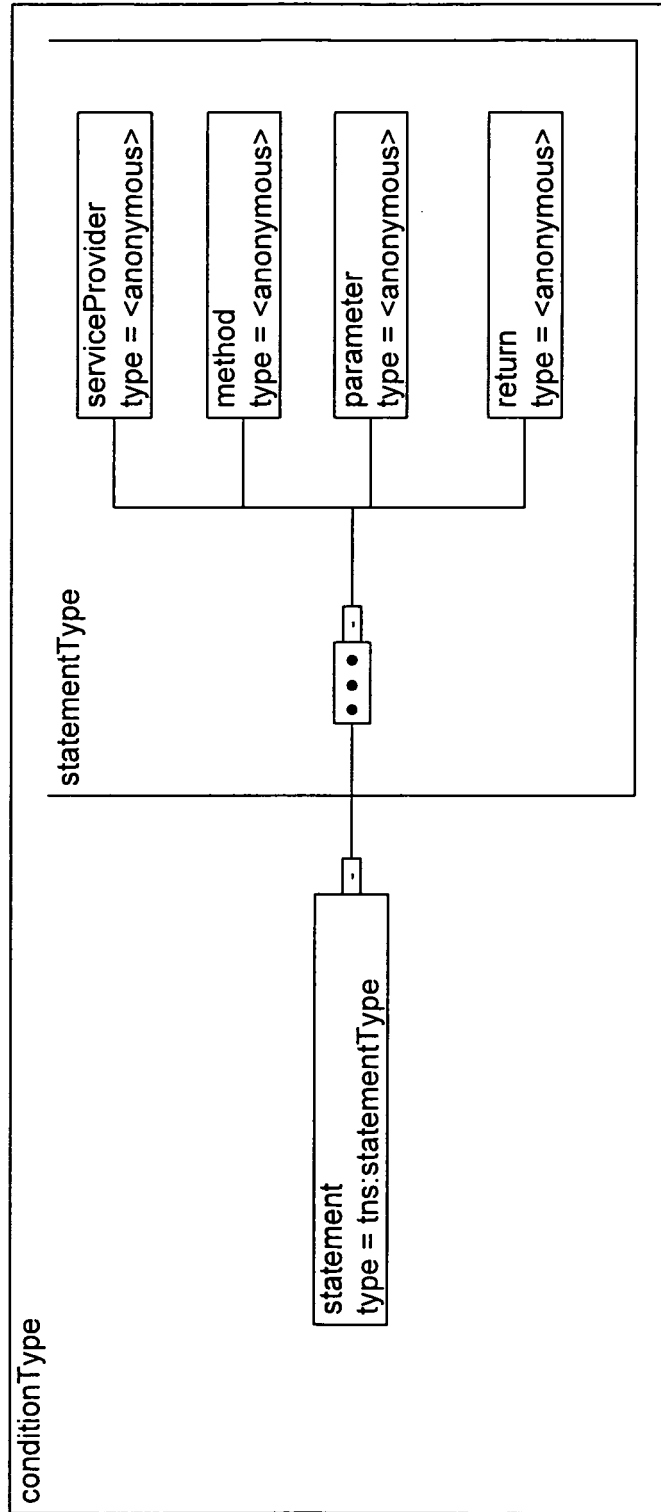 conditionType
statement
type = tns:statementType
statementType
serviceProvider
type = <anonymous>
method
type = <anonymous>
parameter
type = <anonymous>
return
type = <anonymous>